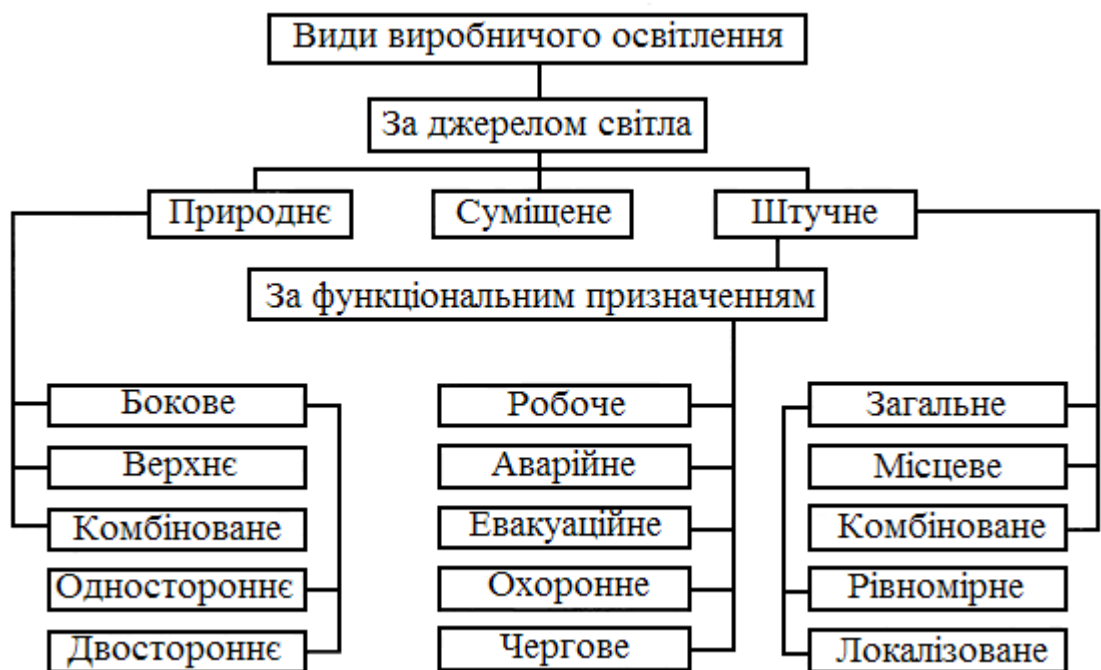 Види виробничого освітлення
За джерелом світла
Природнє
Суміщене
Штучне
За функціональним призначенням
Бокове
Верхнє
Комбіноване
Одностороннє
Двостороннє
Робоче
Аварійне
Евакуаційне
Охоронне
Чергове
Загальне
Місцеве
Комбіноване
Рівномірне
Локалізоване